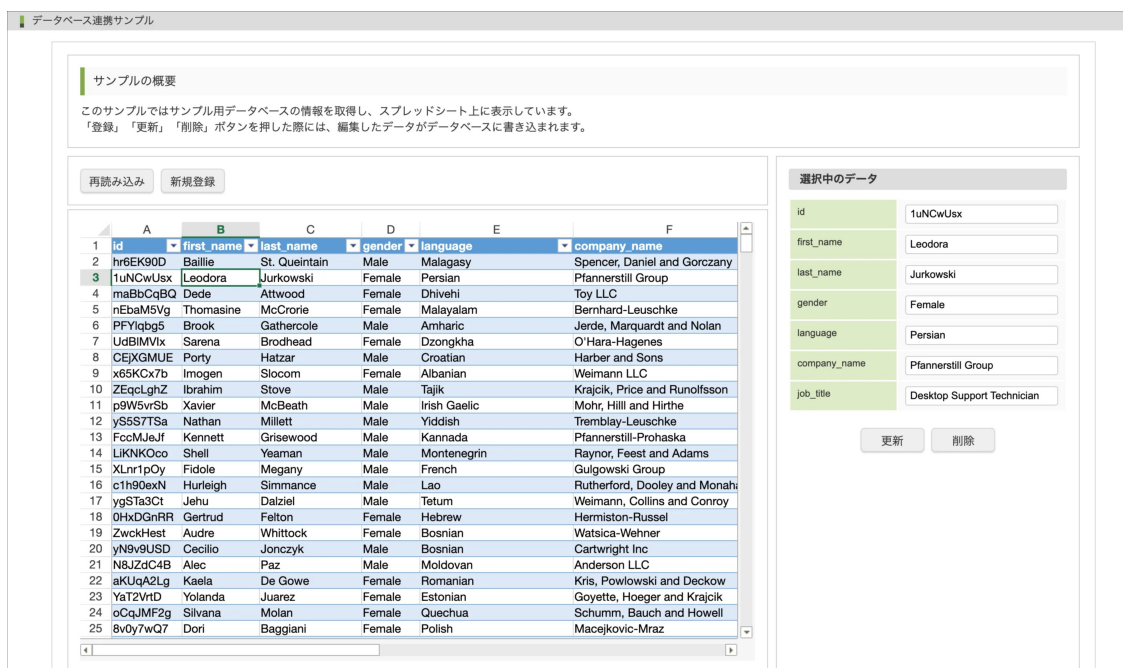 データベース連携サンプル
サンプルの概要
このサンプルではサンプル用データベースの情報を取得し、スプレッドシート上に表示しています。
「登録」「更新」「削除」ボタンを押した際には、編集したデータがデータベースに書き込まれます。
再読み込み 新規登録
A B C D E F
1 id first_name last_name gender language company_name
2 hr6EK90D Baillie St. Queintain Male Malagasy Spencer, Daniel and Gorczany
3 1uNCwUsx Leodora Jurkowski Female Persian Pfannerstill Group
4 maBbCqBQ Dede Attwood Female Dhivehi Toy LLC
5 nEbaM5Vg Thomasine McCrorie Female Malayalam Bernhard-Leuschke
6 PFYlqbg5 Brook Gathercole Male Amharic Jerde, Marquardt and Nolan
7 UdBlMVlx Sarena Brodhead Female Dzongkha O'Hara-Hagenes
8 CEjXGMUE Porty Hatzar Male Croatian Harber and Sons
9 x65KCx7b Imogen Slocom Female Albanian Weimann LLC
10 ZEqcLghZ Ibrahim Stove Male Tajik Krajcik, Price and Runolfsson
11 p9W5vrSb Xavier McBeath Male Irish Gaelic Mohr, Hilll and Hirthe
12 yS5S7TSa Nathan Millett Male Yiddish Tremblay-Leuschke
13 FccMJeJf Kennett Grisewood Male Kannada Pfannerstill-Prohaska
14 LiKNKOco Shell Yeaman Male Montenegrin Raynor, Feest and Adams
15 XLnr1pOy Fidole Megany Male French Gulgowski Group
16 c1h90exN Hurleigh Simmance Male Lao Rutherford, Dooley and Monaha
17 ygSTa3Ct Jehu Dalziel Male Tetum Weimann, Collins and Conroy
18 0HxDGnRR Gertrud Felton Female Hebrew Hermiston-Russel
19 ZwckHest Audre Whittock Female Bosnian Watsica-Wehner
20 yN9v9USD Cecilio Jonczyk Male Bosnian Cartwright Inc
21 N8JZdC4B Alec Paz Male Moldovan Anderson LLC
22 aKUqA2Lg Kaela De Gowe Female Romanian Kris, Powlowski and Deckow
23 YaT2VrtD Yolanda Juarez Female Estonian Goyette, Hoeger and Krajcik
24 oCqJMF2g Silvana Molan Female Quechua Schumm, Bauch and Howell
25 8v0y7wQ7 Dori Baggiani Female Polish Macejkovic-Mraz
選択中のデータ
id 1uNCwUsx
first_name Leodora
last_name Jurkowski
gender Female
language Persian
company_name Pfannerstill Group
job_title Desktop Support Technician
更新 削除